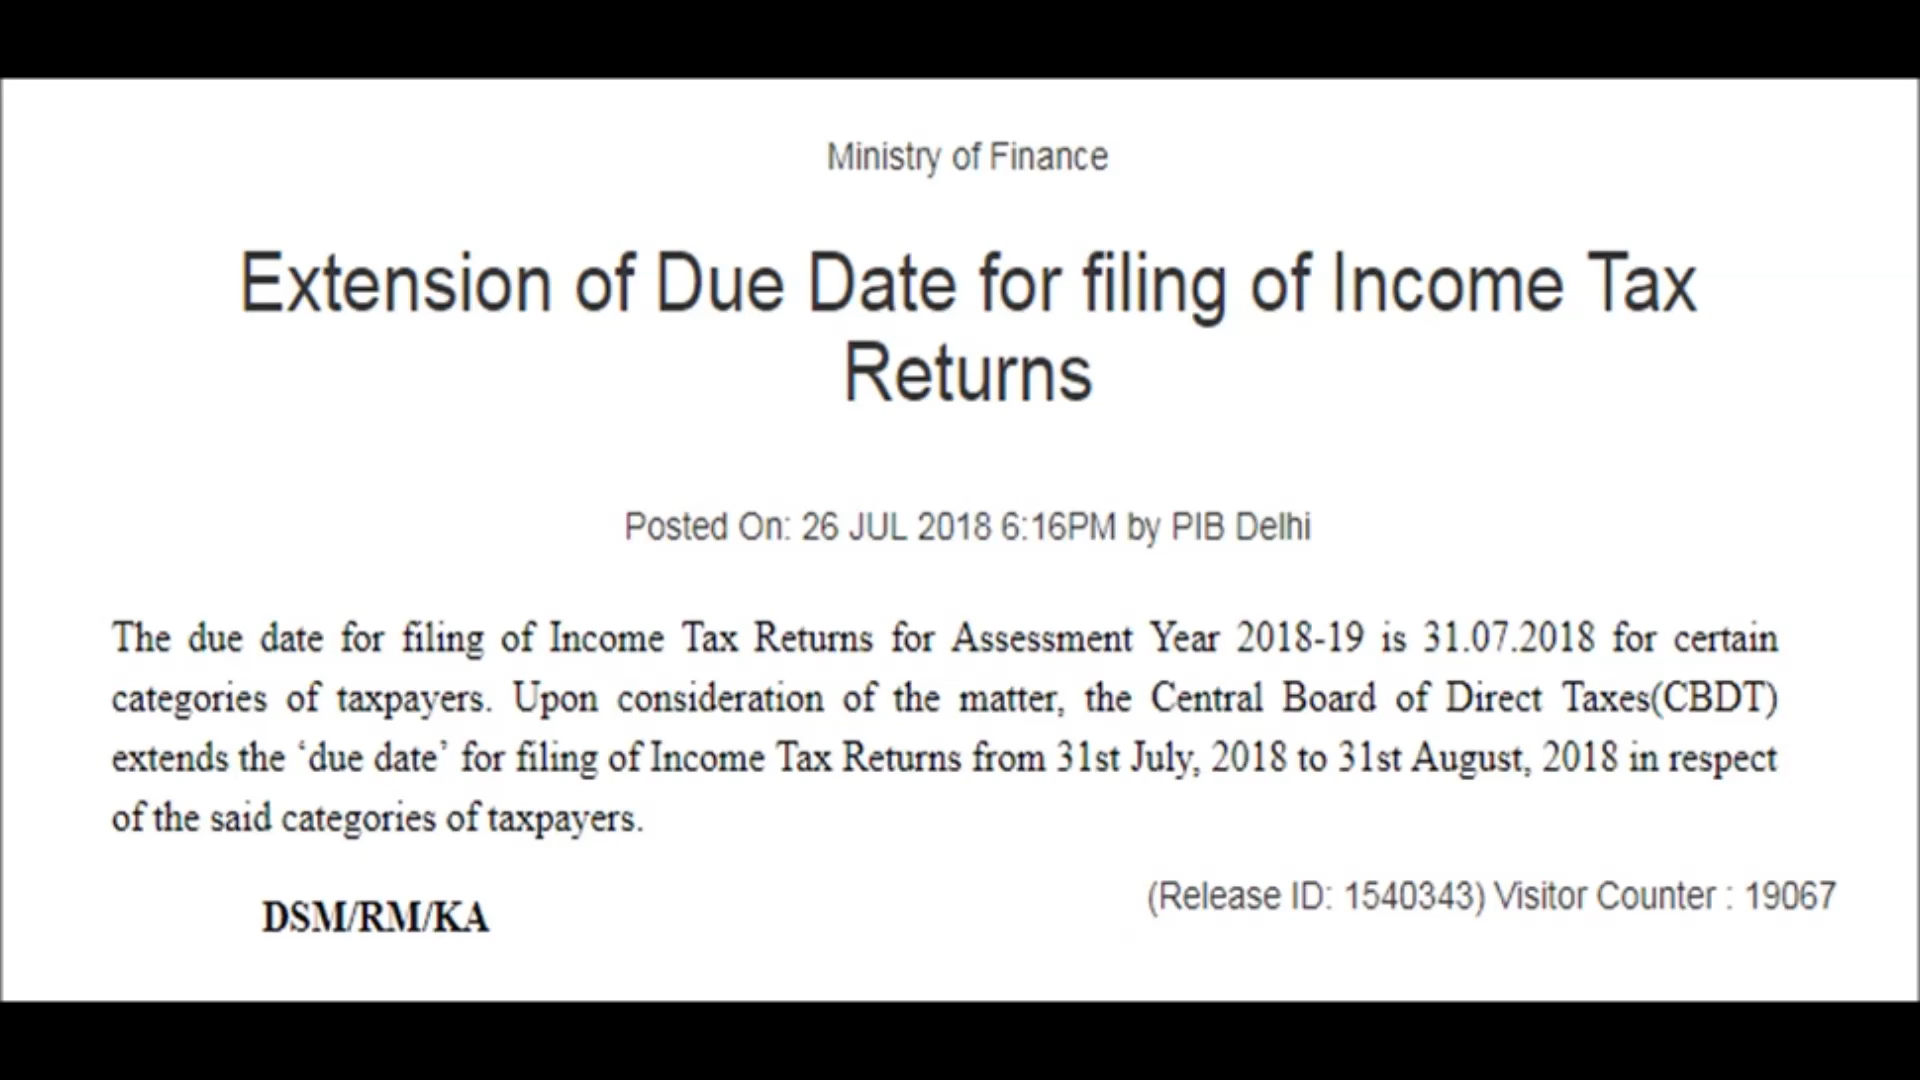 Ministry of Finance
Extension of Due Date for filing of Income Tax
Returns
Posted On: 26 JUL 2018 6:16PM by PIB Delhi
The due date for filing of Income Tax Returns for Assessment Year 2018-19 is 31.07.2018 for certain
categories of taxpayers. Upon consideration of the matter, the Central Board of Direct Taxes(CBDT)
extends the ‘due date’ for filing of Income Tax Returns from 31st July, 2018 to 31st August, 2018 in respect
of the said categories of taxpayers.
(Release ID: 1540343) Visitor Counter : 19067
DSM/RM/KA